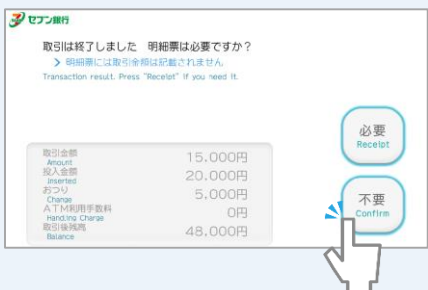 セブン銀行
取引は終了しました 明細票は必要ですか？
> 明細票には取引金額は記載されません
Transaction result. Press "Receipt" If you need it.
必要
Receipt
取引金額 15,000円
Amount
投入金額 20,000円
Inserted
おつり 5,000円
Change
ATM利用手数料 0円
Handing Charge
取引後残高 48,000円
Balance
不要
Confirm